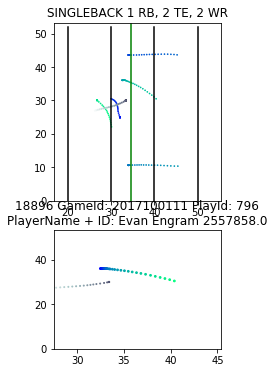 SINGLEBACK 1 RB, 2 TE, 2 WR
50
40
30
20
10
0
20 30 40 50
18896 GameId: 2017100111 PlayId: 796
PlayerName + ID: Evan Engram 2557858.0
40
20
0
30 35 40 45